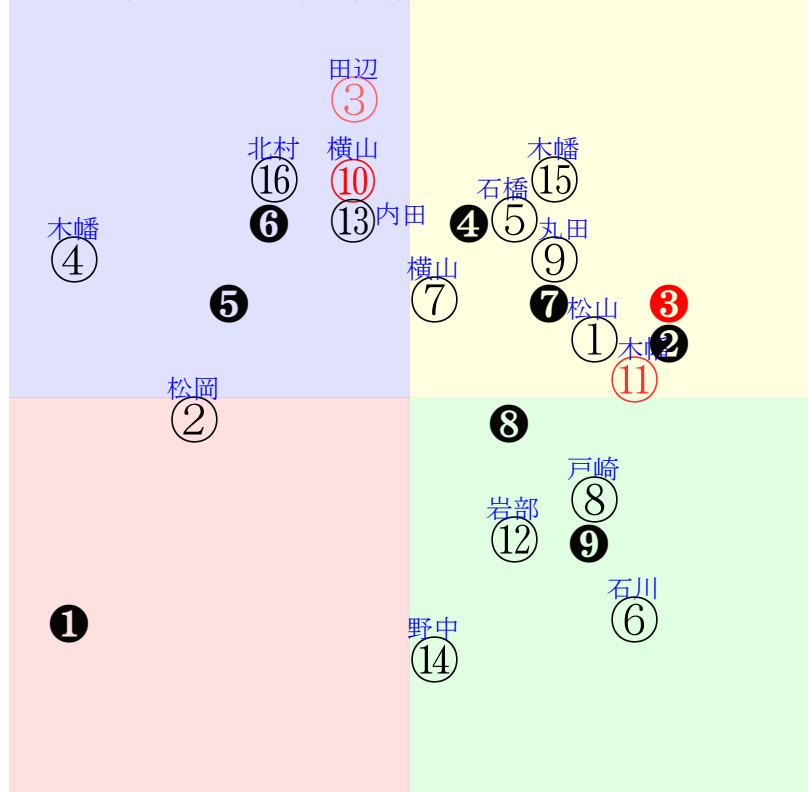 田辺
③
北村 横山 木幡
⑯ ⑩ 石橋 ⑮
木幡 ❻ ⑬ 内田 ❹ ⑤ 丸田
④ 横山 ⑨
❺ ⑦ ❼ 松山 ❸
① 木幡 ❷
松岡 ⑪
② ❽
戸崎
岩部 ⑧
⑫ ❾
石川
❶ 野中 ⑥
⑭